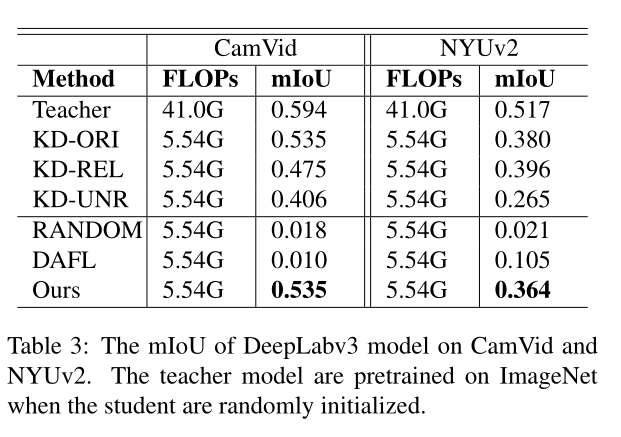 CamVid NYUv2
Method FLOPs mIoU FLOPs mIoU
Teacher 41.0G 0.594 41.0G 0.517
KD-ORI 5.54G 0.535 5.54G 0.380
KD-REL 5.54G 0.475 5.54G 0.396
KD-UNR 5.54G 0.406 5.54G 0.265
RANDOM 5.54G 0.018 5.54G 0.021
DAFL 5.54G 0.010 5.54G 0.105
Ours 5.54G 0.535 5.54G 0.364
Table 3: The mIoU of DeepLabv3 model on CamVid and
NYUv2. The teacher model are pretrained on ImageNet
when the student are randomly initialized.